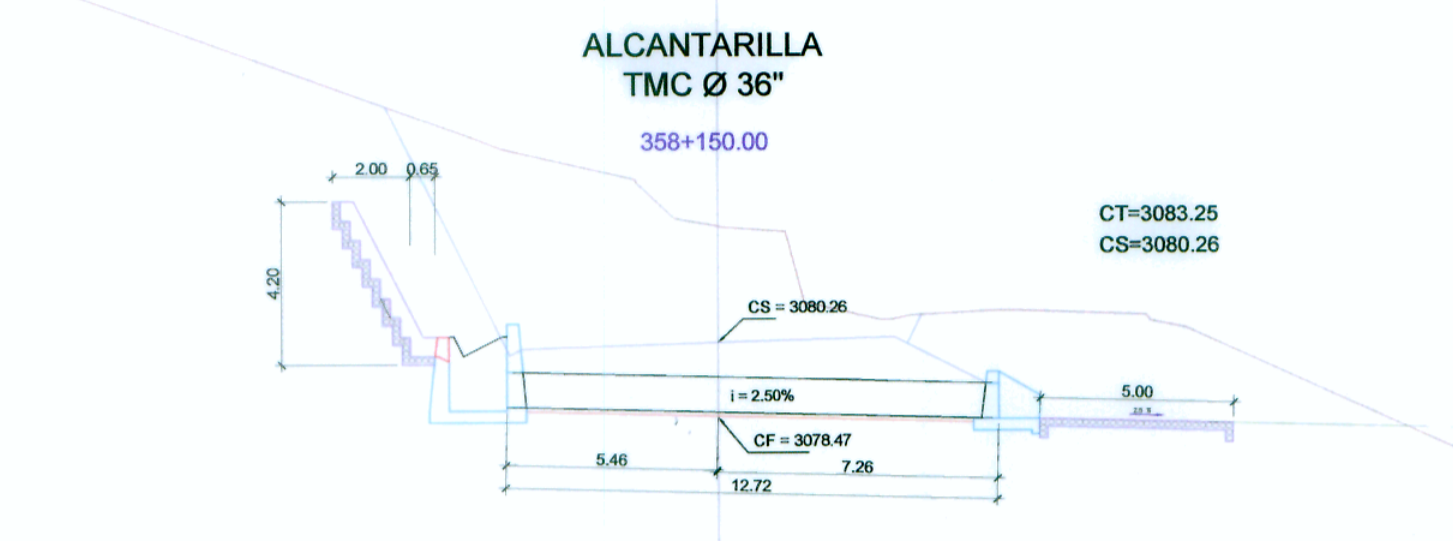 ALCANTARILLA
TMC Ø 36"
358+150.00
2.00
0.65
CT=3083.25
CS=3080.26
4.20
CS = 3080.26
i = 2.50%
5.00
CF = 3078.47
5.46
7.26
12.72